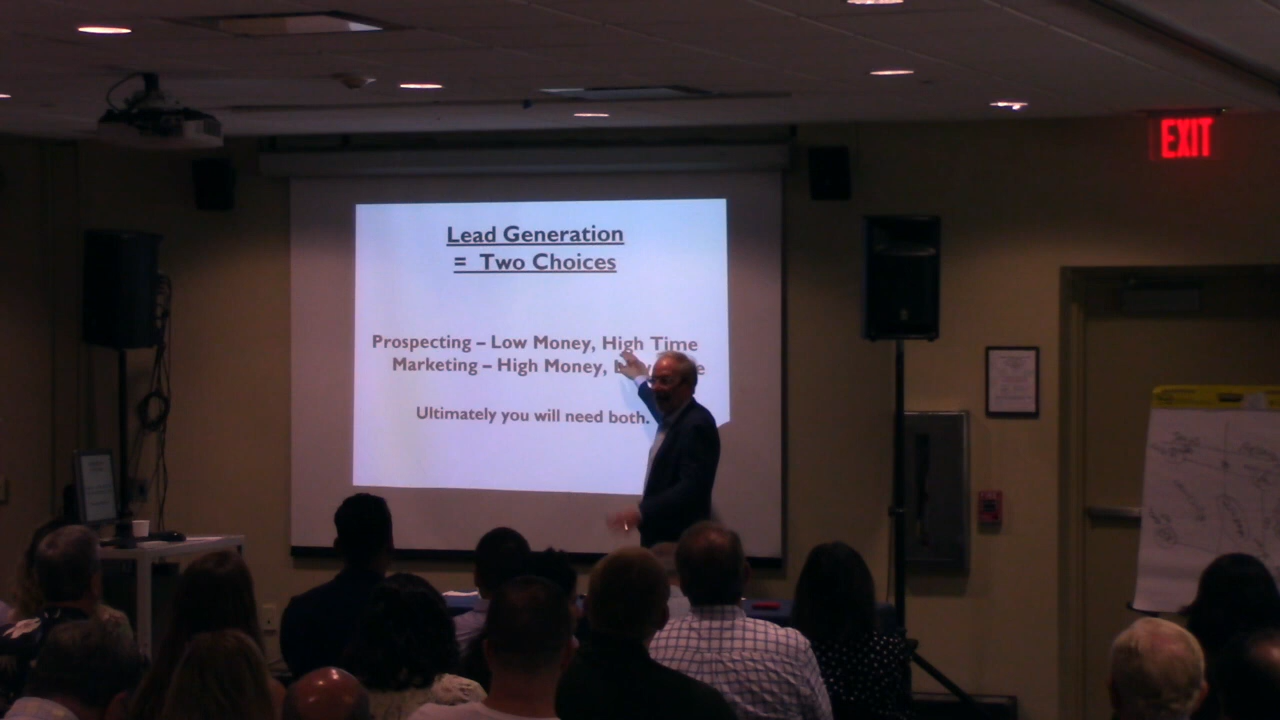 EXIT
Lead Generation
= Two Choices
Prospecting – Low Money, High Time
Marketing – High Money,
Ultimately you will need both.